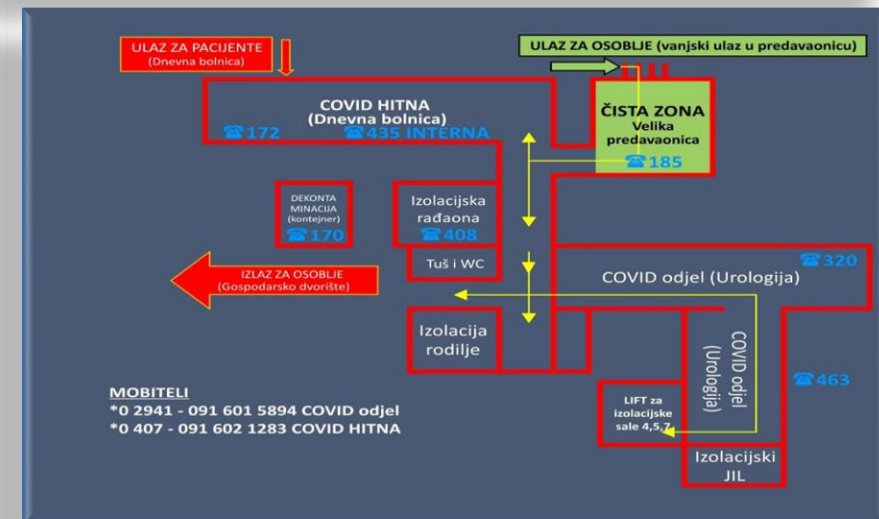 ULAZ ZA PACIJENTE
(Dnevna bolnica)
ULAZ ZA OSOBLJE (vanjski ulaz u predavaonicu)
COVID HITNA
(Dnevna bolnica)
☎172
☎435 INTERNA
ČISTA ZONA
Velika
predavaonica
☎185
DEKONTA
MINACIJA
(kontejner)
☎170
Izolacijska
rađaona
☎408
Tuš i WC
IZLAZ ZA OSOBLJE
(Gospodarsko dvorište)
☎320
COVID odjel (Urologija)
Izolacija
rodilje
COVID odjel
(Urologija)
☎463
LIFT za
izolacijske
sale 4,5,7
Izolacijski
JIL
MOBITELI
*0 2941 - 091 601 5894 COVID odjel
*0 407 - 091 602 1283 COVID HITNA